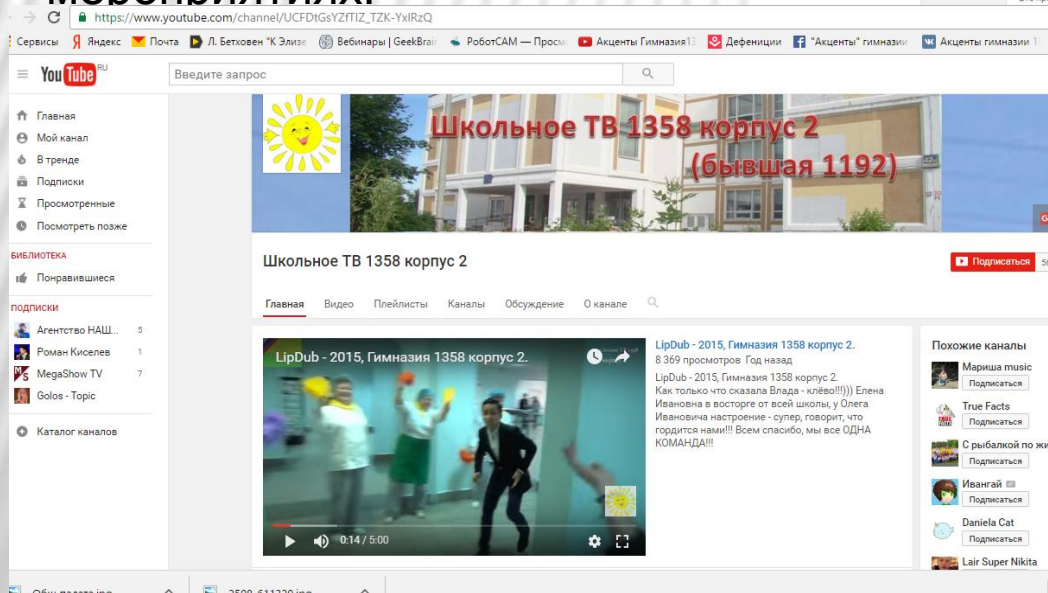 мероприятиях.
https://www.youtube.com/channel/UCFDtGsYZfTIZ_TZK-YxIRzQ
Сервисы Яндекс Почта Л. Бетховен "К Элизе Вебинары | GeekBrai РоботСАМ — Просм Акценты Гимназия13 Дефениции "Акценты" гимназии Акценты гимназии 1
YouTube RU
Введите запрос
Главная
Мой канал
В тренде
Подписки
Просмотренные
Посмотреть позже
БИБЛИОТЕКА
Понравившиеся
ПОДПИСКИ
Агентство НАШ... 5
Роман Киселев 1
MegaShow TV 7
Golos - Topic
Каталог каналов
Школьное ТВ 1358 корпус 2
(бывшая 1192)
Школьное ТВ 1358 корпус 2
Подписаться
Главная Видео Плейлисты Каналы Обсуждение О канале
LipDub - 2015, Гимназия 1358 корпус 2.
0:14 / 5:00
LipDub - 2015, Гимназия 1358 корпус 2.
8 369 просмотров Год назад
LipDub - 2015, Гимназия 1358 корпус 2.
Как только что сказала Влада - клёво!!!))) Елена
Ивановна в восторге от всей школы, у Олега
Ивановича настроение - супер, говорит, что
гордится нами!!! Всем спасибо, мы все ОДНА
КОМАНДА!!!
Похожие каналы
Мариша music
Подписаться
True Facts
Подписаться
С рыбалкой по жи
Подписаться
Ивангай
Подписаться
Daniela Cat
Подписаться
Lair Super Nikita